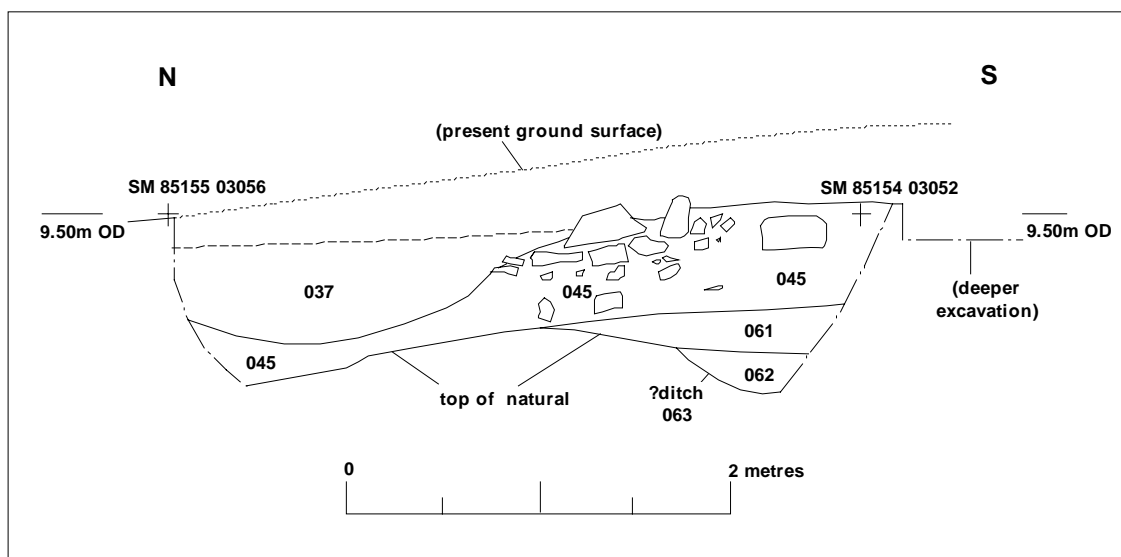 N
S
(present ground surface)
SM 85155 03056
SM 85154 03052
9.50m OD
9.50m OD
037
045
045
(deeper
excavation)
061
045
062
top of natural
?ditch
063
0
2 metres